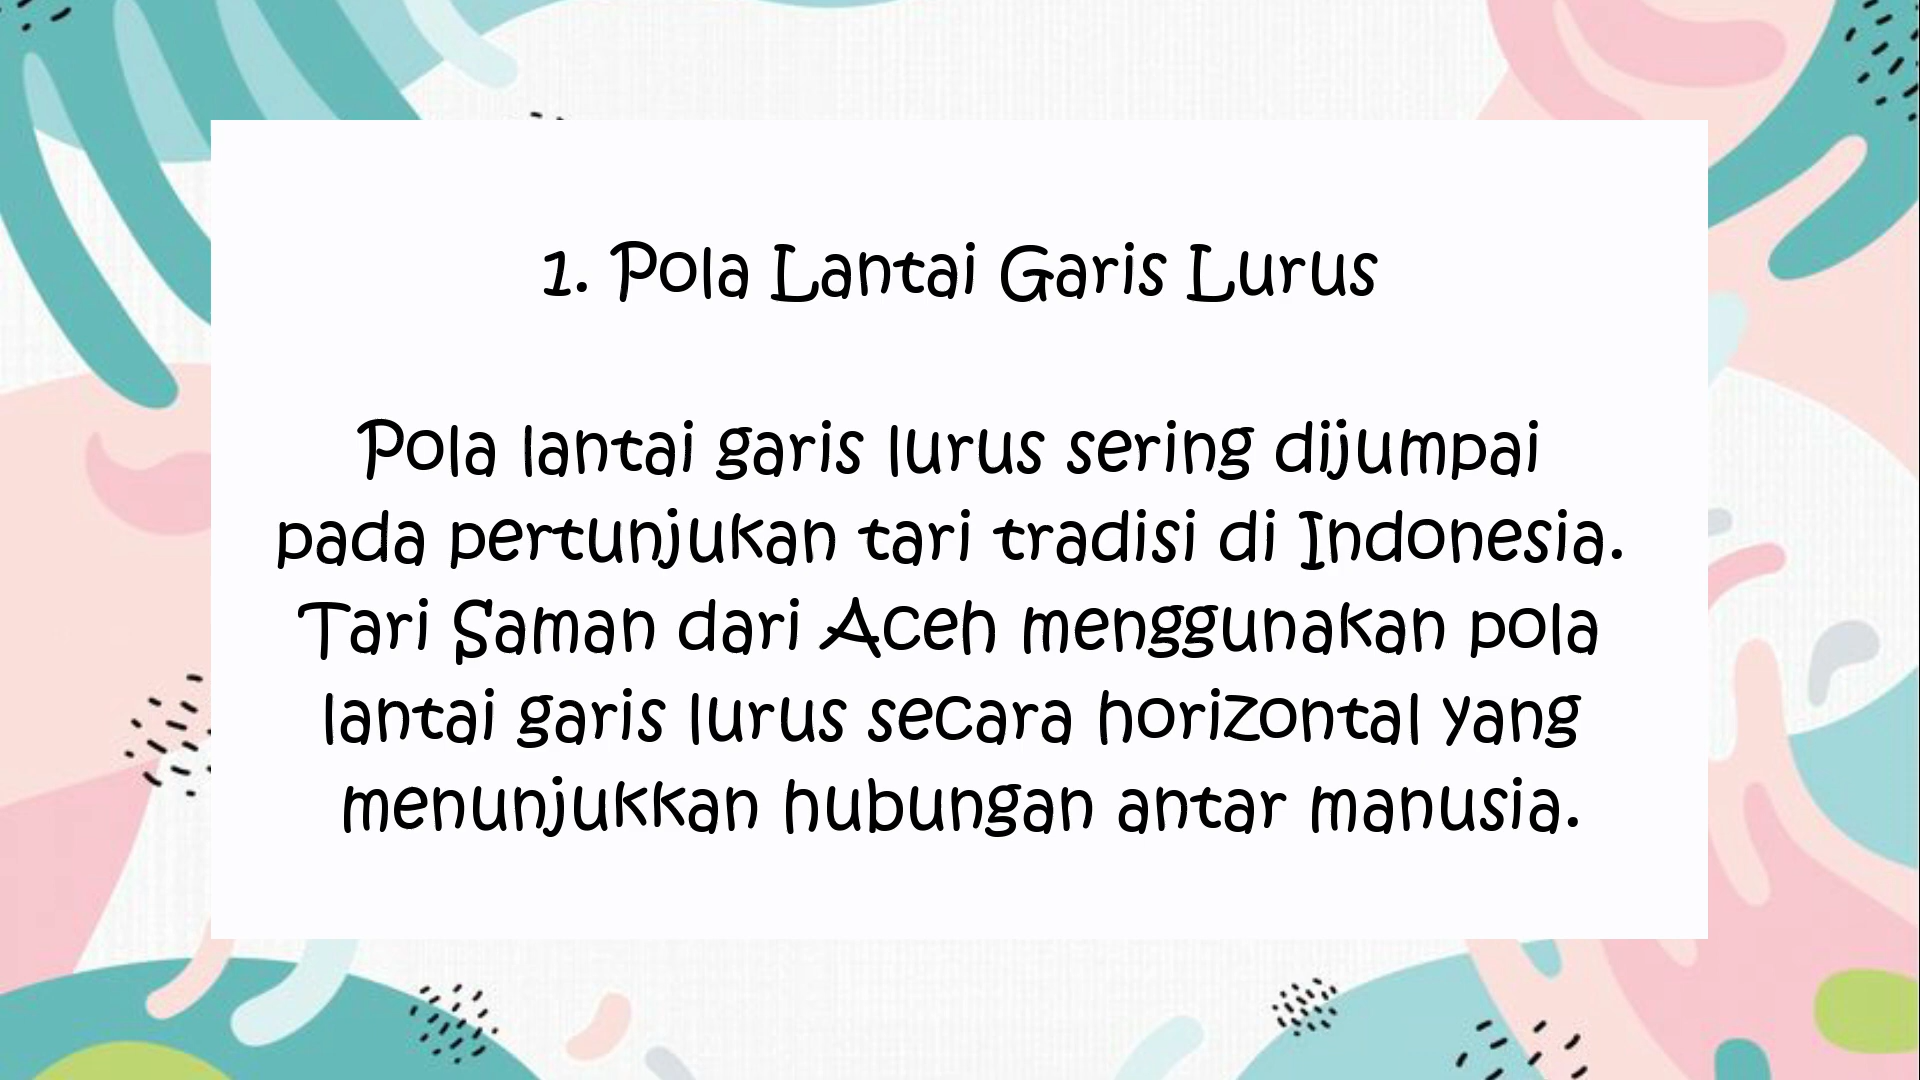 1. Pola Lantai Garis Lurus
Pola lantai garis lurus sering dijumpai
pada pertunjukan tari tradisi di Indonesia.
Tari Saman dari Aceh menggunakan pola
lantai garis lurus secara horizontal yang
menunjukkan hubungan antar manusia.